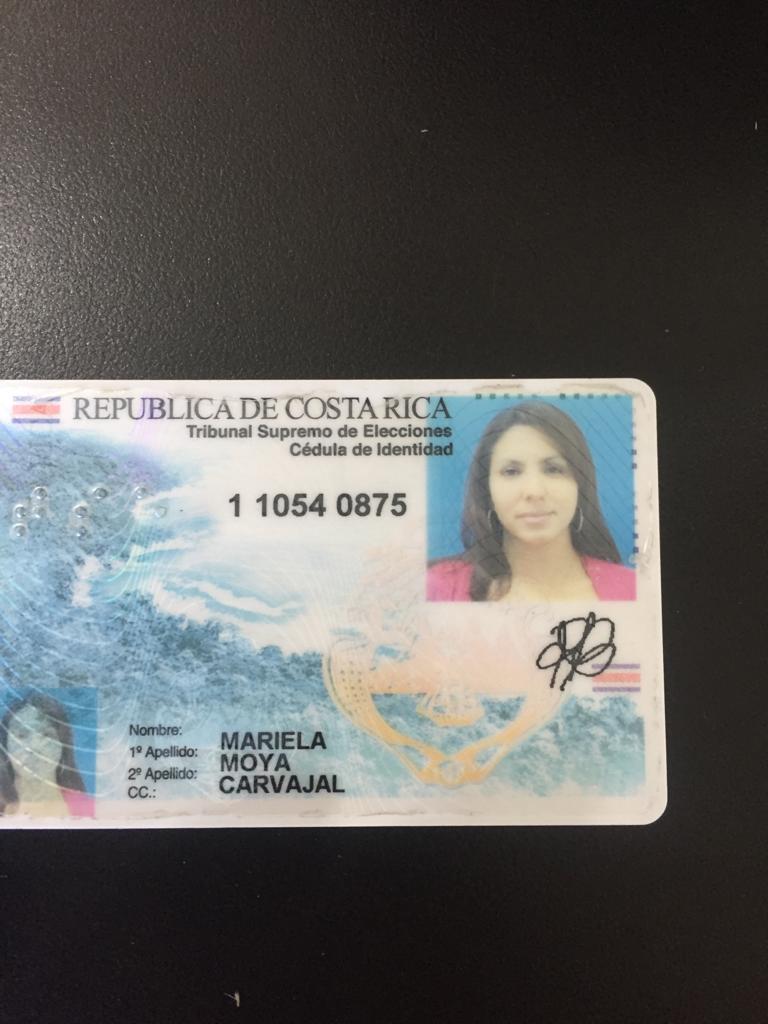 REPUBLICA DE COSTA RICA
Tribunal Supremo de Elecciones
Cédula de Identidad
1 1054 0875
Nombre: MARIELA
1º Apellido: MOYA
2º Apellido: CARVAJAL
CC.: